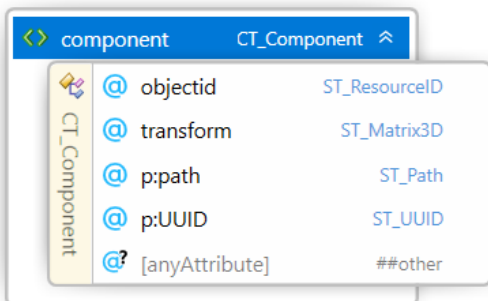 component CT_Component
CT_Component
@ objectid ST_ResourceID
@ transform ST_Matrix3D
@ p:path ST_Path
@ p:UUID ST_UUID
@? [anyAttribute] ##other